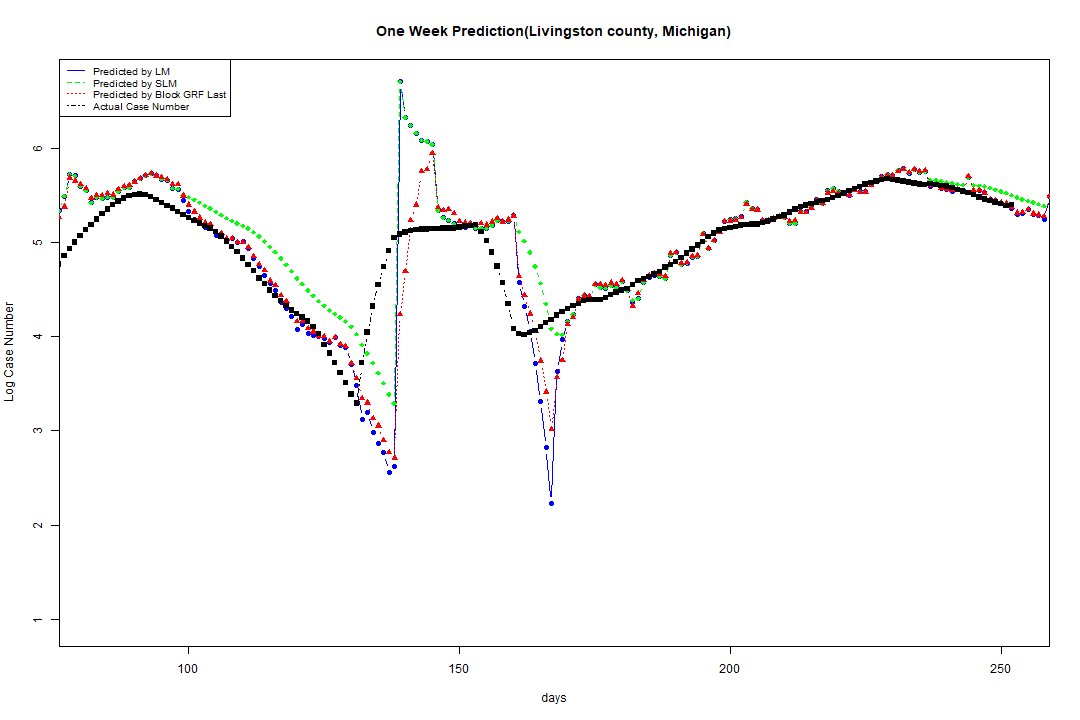 One Week Prediction(Livingston county, Michigan)
Predicted by LM
Predicted by SLM
Predicted by Block GRF Last
Actual Case Number
Log Case Number
6
5
4
3
2
1
100 150 200 250
days